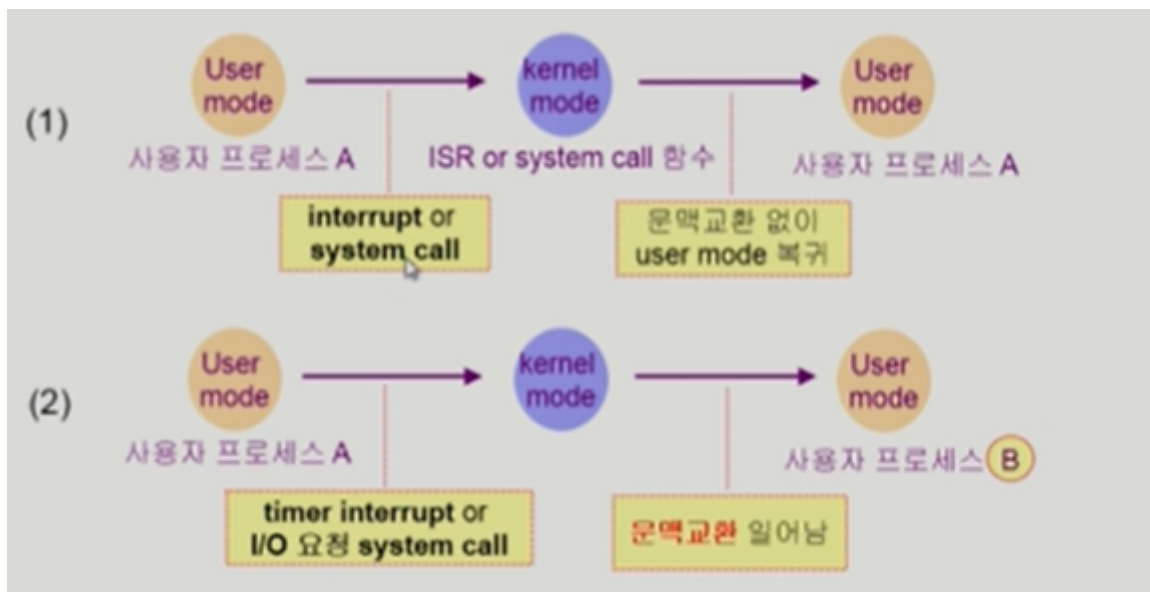 (1)
User mode
kernel mode
User mode
사용자 프로세스 A
ISR or system call 함수
사용자 프로세스 A
interrupt or
system call
문맥교환 없이
user mode 복귀
(2)
User mode
kernel mode
User mode
사용자 프로세스 A
사용자 프로세스 B
timer interrupt or
I/O 요청 system call
문맥교환 일어남